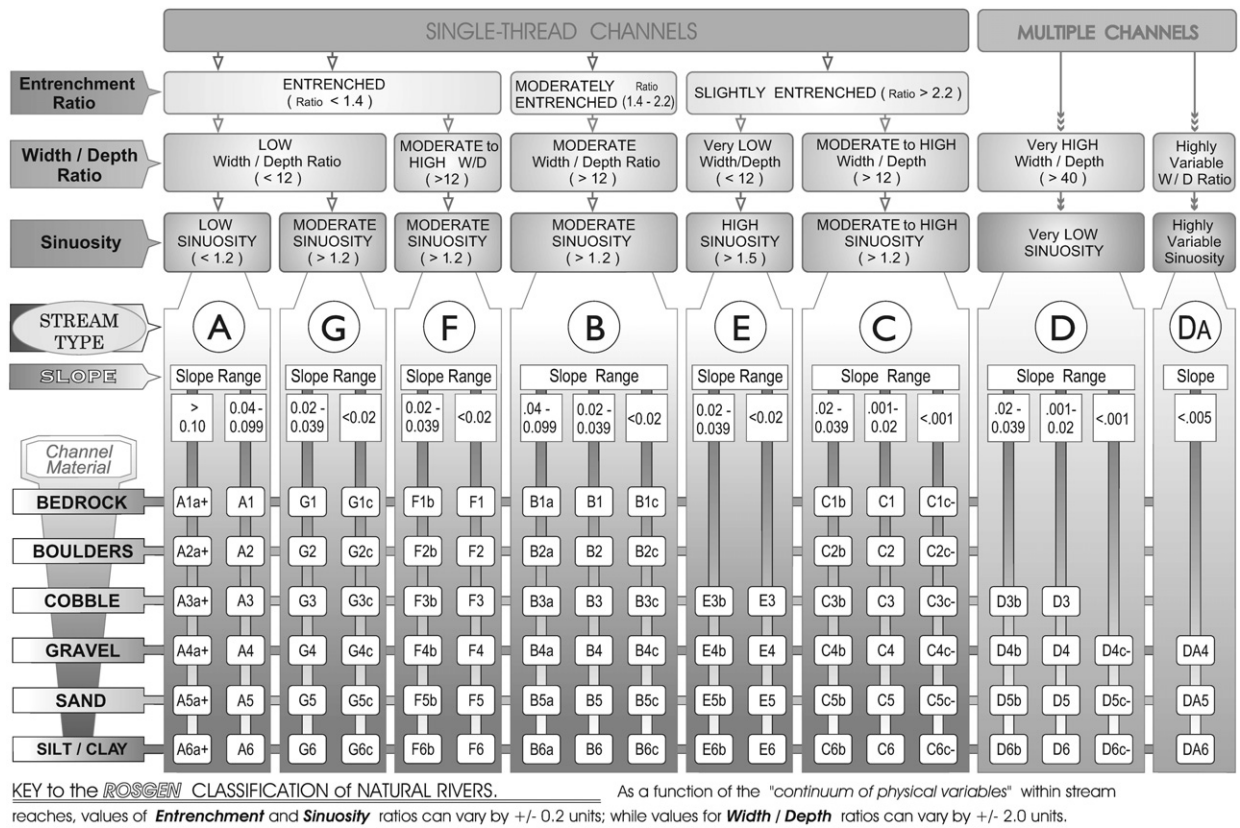 SINGLE-THREAD CHANNELS
MULTIPLE CHANNELS
Entrenchment
Ratio
ENTRENCHED
( Ratio < 1.4 )
MODERATELY Ratio
ENTRENCHED (1.4 - 2.2)
SLIGHTLY ENTRENCHED ( Ratio > 2.2 )
Width / Depth
Ratio
LOW
Width / Depth Ratio
( < 12 )
MODERATE to
HIGH W/D
( >12 )
MODERATE
Width / Depth Ratio
( > 12 )
Very LOW
Width/Depth
( < 12 )
MODERATE to HIGH
Width / Depth
( > 12 )
Very HIGH
Width / Depth
( > 40 )
Highly
Variable
W / D Ratio
Sinuosity
LOW
SINUOSITY
( < 1.2 )
MODERATE
SINUOSITY
( > 1.2 )
MODERATE
SINUOSITY
( > 1.2 )
MODERATE
SINUOSITY
( > 1.2 )
HIGH
SINUOSITY
( > 1.5 )
MODERATE to HIGH
SINUOSITY
( > 1.2 )
Very LOW
SINUOSITY
Highly
Variable
Sinuosity
STREAM
TYPE
A G F B E C D DA
SLOPE
Slope Range Slope Range Slope Range Slope Range Slope Range Slope Range Slope Range Slope
> 0.10
0.04 - 0.099
0.02 - 0.039
<0.02
0.02 - 0.039
<0.02
.04 - 0.099
0.02 - 0.039
<0.02
0.02 - 0.039
<0.02
.02 - 0.039
.001- 0.02
<.001
.02 - 0.039
.001- 0.02
<.001
<.005
Channel
Material
BEDROCK A1a+ A1 G1 G1c F1b F1 B1a B1 B1c C1b C1 C1c-
BOULDERS A2a+ A2 G2 G2c F2b F2 B2a B2 B2c C2b C2 C2c-
COBBLE A3a+ A3 G3 G3c F3b F3 B3a B3 B3c E3b E3 C3b C3 C3c- D3b D3
GRAVEL A4a+ A4 G4 G4c F4b F4 B4a B4 B4c E4b E4 C4b C4 C4c- D4b D4 D4c- DA4
SAND A5a+ A5 G5 G5c F5b F5 B5a B5 B5c E5b E5 C5b C5 C5c- D5b D5 D5c- DA5
SILT / CLAY A6a+ A6 G6 G6c F6b F6 B6a B6 B6c E6b E6 C6b C6 C6c- D6b D6 D6c- DA6
KEY to the ROSGEN CLASSIFICATION of NATURAL RIVERS. As a function of the "continuum of physical variables" within stream
reaches, values of Entrenchment and Sinuosity ratios can vary by +/- 0.2 units; while values for Width / Depth ratios can vary by +/- 2.0 units.